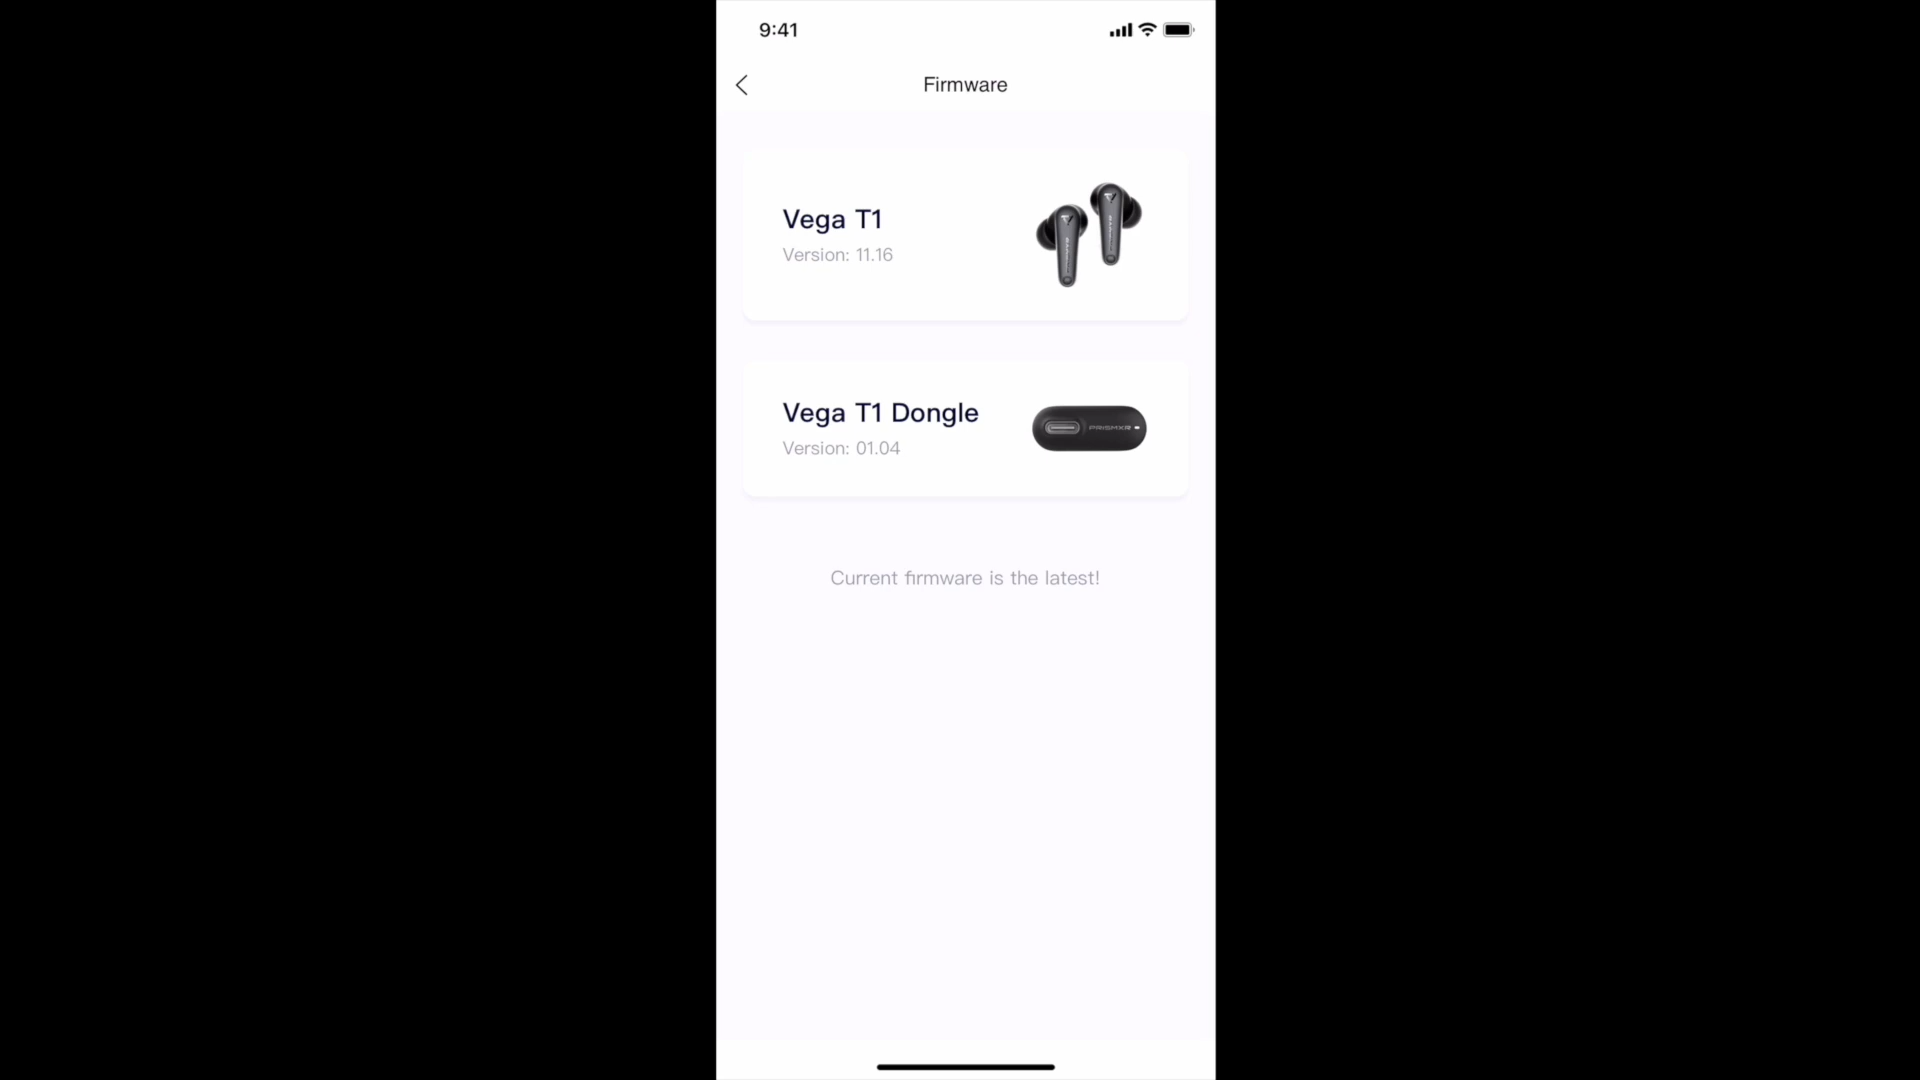 9:41
Firmware
Vega T1
Version: 11.16
Vega T1 Dongle
Version: 01.04
PRISMXR
Current firmware is the latest!